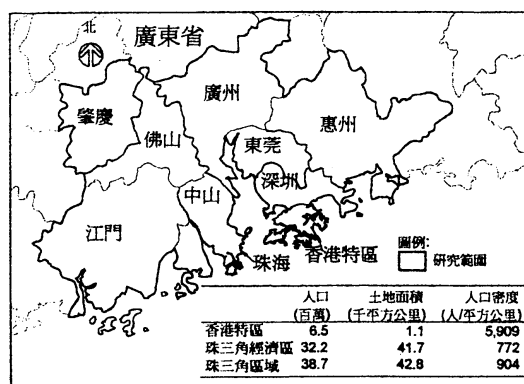 北
廣東省
廣州
肇慶
惠州
佛山
東莞
深圳
中山
江門
珠海
香港特區
圖例:
研究範圍
人口 土地面積 人口密度
(百萬) (千平方公里) (人/平方公里)
香港特區 6.5 1.1 5,909
珠三角經濟區 32.2 41.7 772
珠三角區域 38.7 42.8 904